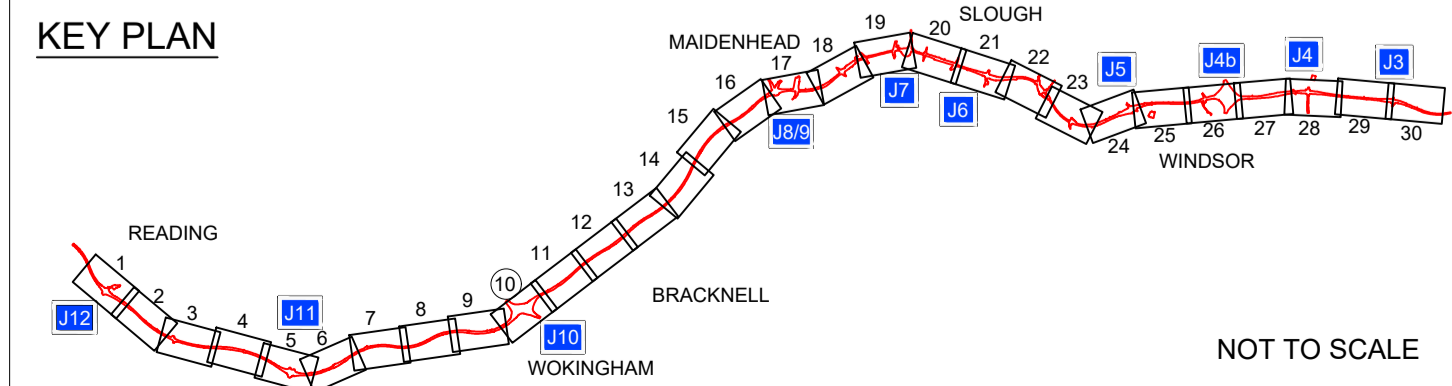 KEY PLAN
READING
J12
1
2
3
4
J11
5
6
7
8
9
10
J10
WOKINGHAM
11
12
13
BRACKNELL
14
15
16
MAIDENHEAD
17
J8/9
18
19
J7
SLOUGH
20
J6
21
22
23
J5
24
25
WINDSOR
J4b
26
27
J4
28
29
J3
30
NOT TO SCALE